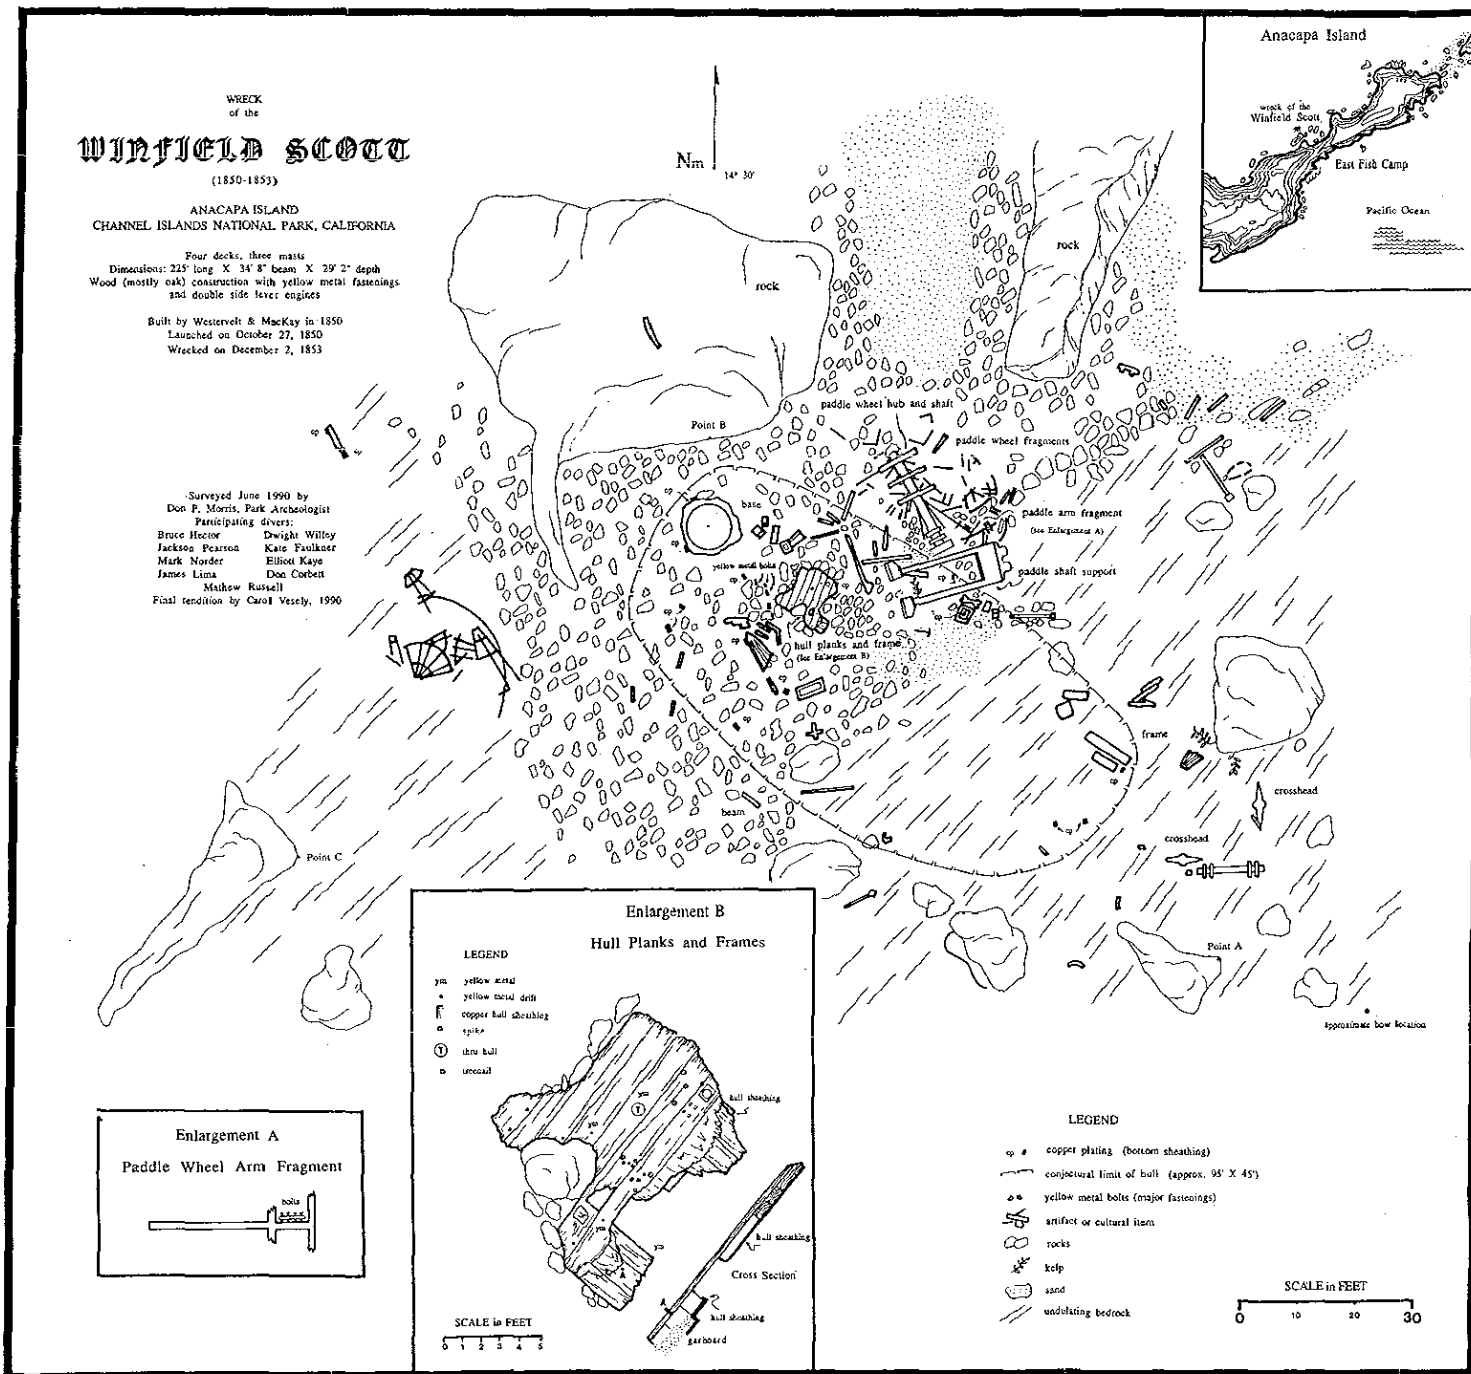 WRECK
of the
WINFIELD SCOTT
(1850-1853)
ANACAPA ISLAND
CHANNEL ISLANDS NATIONAL PARK, CALIFORNIA
Four decks, three masts
Dimensions: 225' long X 34' 8" beam X 29' 2" depth
Wood (mostly oak) construction with yellow metal fastenings
and double side lever engines
Built by Westervelt & MacKay in 1850
Launched on October 27, 1850
Wrecked on December 2, 1853
Surveyed June 1990 by
Don P. Morris, Park Archeologist
Participating divers:
Bruce Hector Dwight Willey
Jackson Pearson Kate Faulkner
Mark Norder Elliott Kaye
James Lima Don Corbett
Mathew Russell
Final rendition by Carol Vesely, 1990
Nm
14° 30'
Anacapa Island
wreck of the
Winfield Scott
East Fish Camp
Pacific Ocean
rock
rock
Point B
paddle wheel hub and shaft
paddle wheel fragments
base
paddle arm fragment
(see Enlargement A)
yellow metal bolts
paddle shaft support
hull planks and frame
(see Enlargement B)
cp
frame
crosshead
beam
crosshead
Point C
Point A
approximate bow location
Enlargement A
Paddle Wheel Arm Fragment
bolts
Enlargement B
Hull Planks and Frames
LEGEND
ym yellow metal
yellow metal drift
copper hull sheathing
spike
T thru hull
treenail
ym
T
hull sheathing
ym
ym
ym
A
hull sheathing
Cross Section
A
hull sheathing
garboard
SCALE in FEET
0 1 2 3 4 5
LEGEND
cp copper plating (bottom sheathing)
conjectural limit of hull (approx. 95' X 45')
yellow metal bolts (major fastenings)
artifact or cultural item
rocks
kelp
sand
undulating bedrock
SCALE in FEET
0 10 20 30